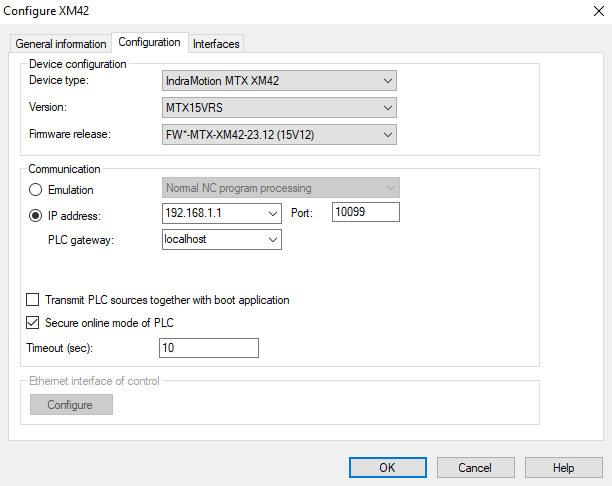 Configure XM42
General information Configuration Interfaces
Device configuration
Device type: IndraMotion MTX XM42
Version: MTX15VRS
Firmware release: FW*-MTX-XM42-23.12 (15V12)
Communication
Emulation Normal NC program processing
IP address: 192.168.1.1 Port: 10099
PLC gateway: localhost
Transmit PLC sources together with boot application
Secure online mode of PLC
Timeout (sec): 10
Ethernet interface of control
Configure
OK Cancel Help